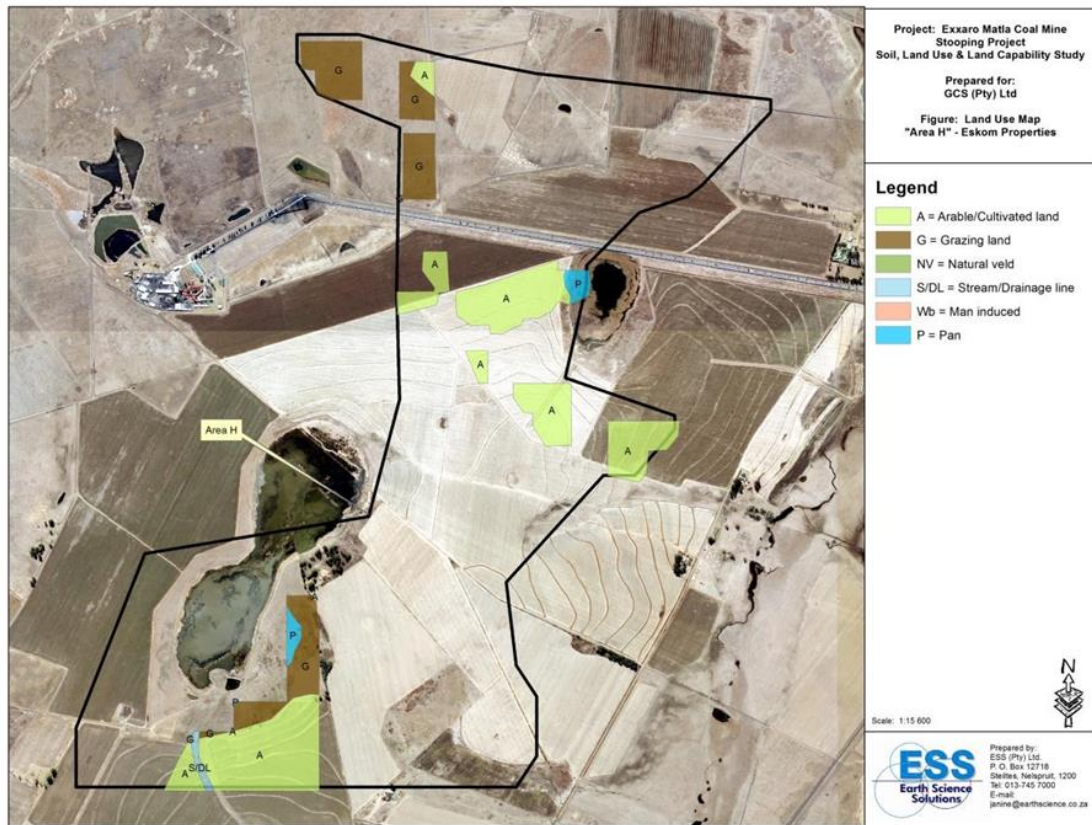 Project: Exxaro Matla Coal Mine
Stooping Project
Soil, Land Use & Land Capability Study
Prepared for:
GCS (Pty) Ltd
Figure: Land Use Map
"Area H" - Eskom Properties
Legend
A = Arable/Cultivated land
G = Grazing land
NV = Natural veld
S/DL = Stream/Drainage line
Wb = Man induced
P = Pan
G
A
G
G
A
A
P
A
A
A
Area H
A
P
G
P
G
G
A
A
A
S/DL
N
Scale: 1:15 600
ESS
Earth Science
Solutions
Prepared by:
ESS (Pty) Ltd.
P. O. Box 12718
Steiltes, Nelspruit, 1200
Tel: 013-745 7000
E-mail:
janine@earthscience.co.za